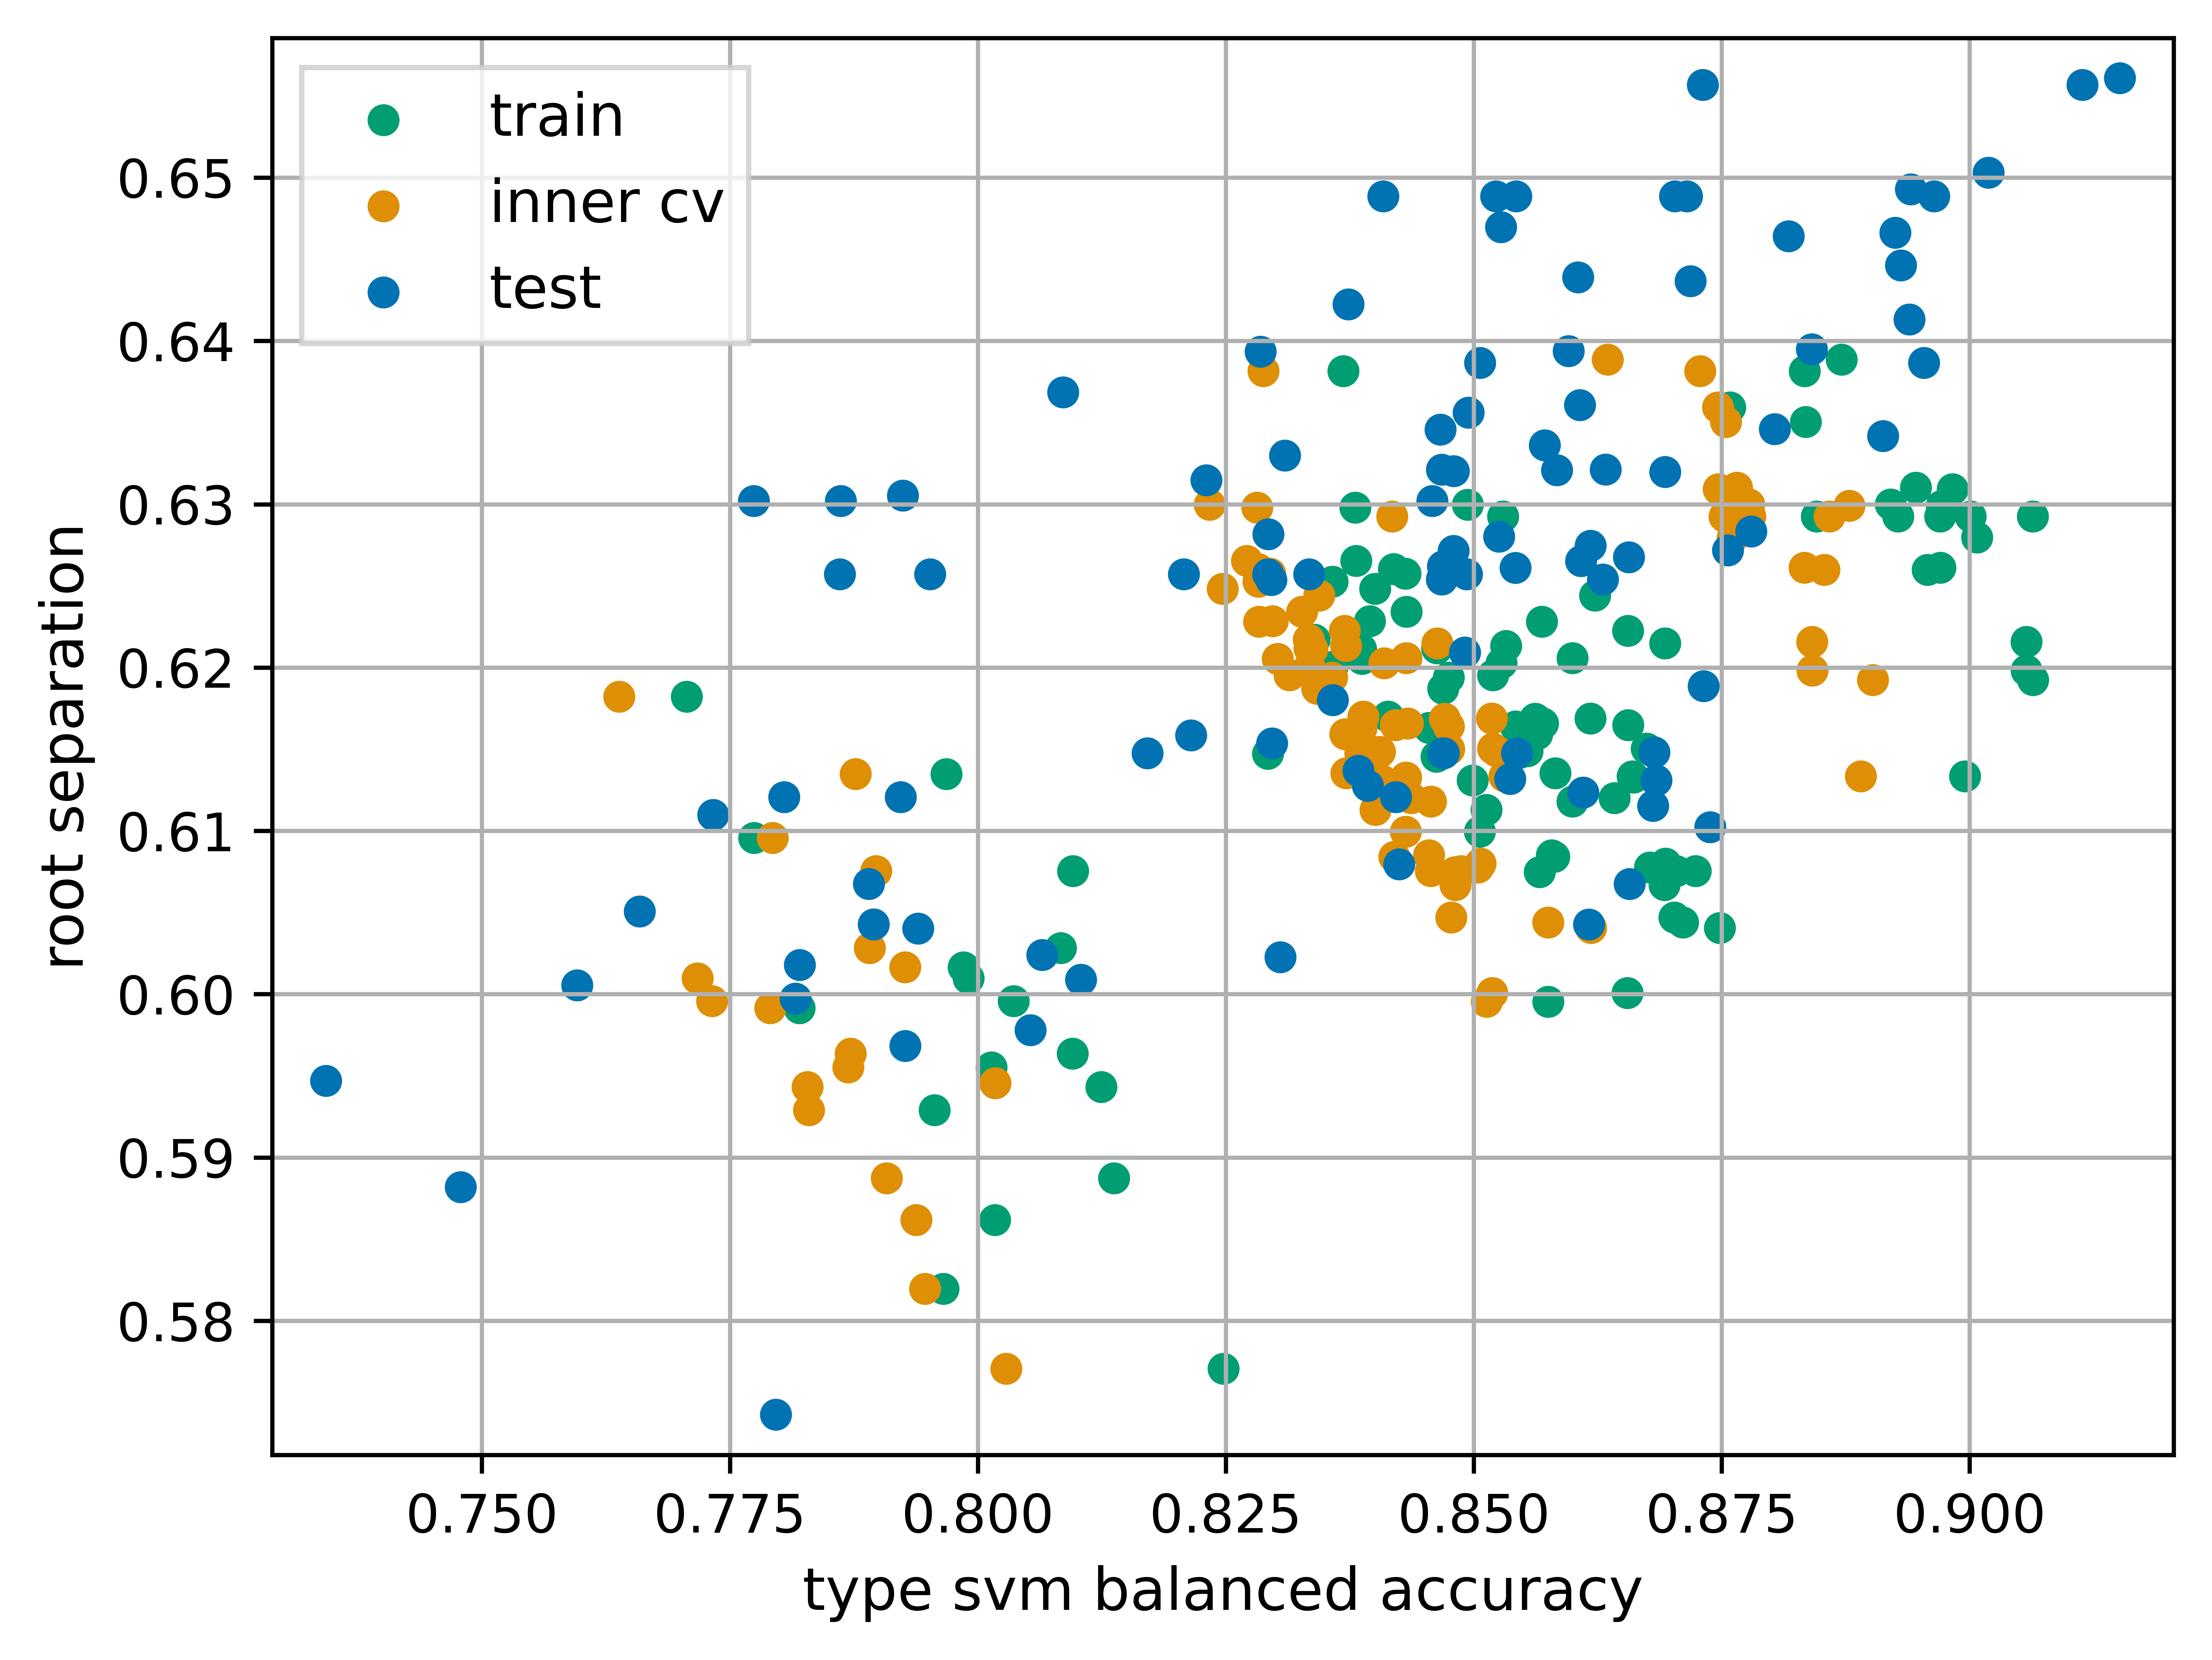 train
inner cv
test
0.65
0.64
0.63
0.62
0.61
0.60
0.59
0.58
root separation
0.750 0.775 0.800 0.825 0.850 0.875 0.900
type svm balanced accuracy